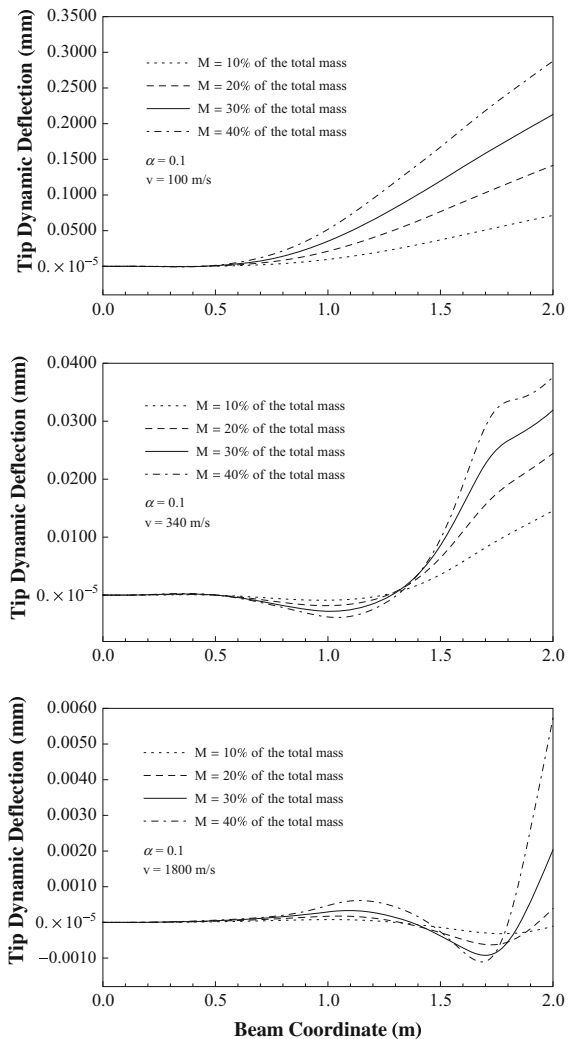 Tip Dynamic Deflection (mm)
0.3500
0.3000
0.2500
0.2000
0.1500
0.1000
0.0500
0. × 10⁻⁵
M = 10% of the total mass
M = 20% of the total mass
M = 30% of the total mass
M = 40% of the total mass
α = 0.1
v = 100 m/s
0.0 0.5 1.0 1.5 2.0
Tip Dynamic Deflection (mm)
0.0400
0.0300
0.0200
0.0100
0. × 10⁻⁵
M = 10% of the total mass
M = 20% of the total mass
M = 30% of the total mass
M = 40% of the total mass
α = 0.1
v = 340 m/s
0.0 0.5 1.0 1.5 2.0
Tip Dynamic Deflection (mm)
0.0060
0.0050
0.0040
0.0030
0.0020
0.0010
0. × 10⁻⁵
−0.0010
M = 10% of the total mass
M = 20% of the total mass
M = 30% of the total mass
M = 40% of the total mass
α = 0.1
v = 1800 m/s
0.0 0.5 1.0 1.5 2.0
Beam Coordinate (m)